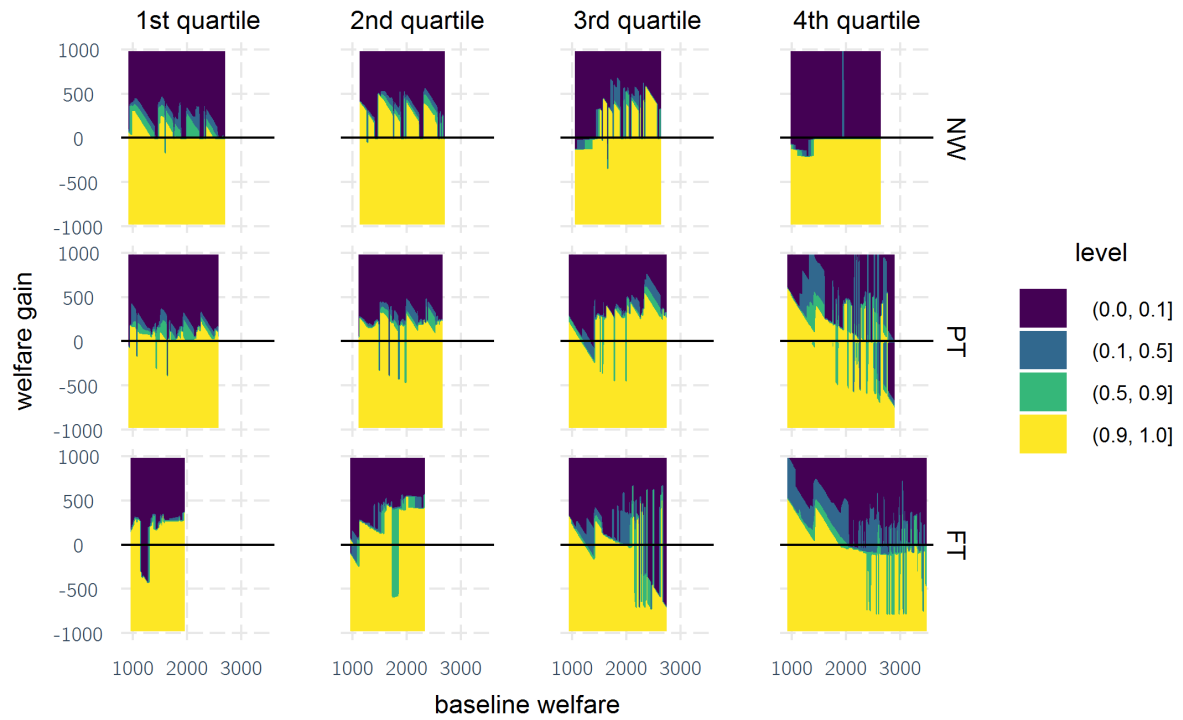 1st quartile 2nd quartile 3rd quartile 4th quartile
1000
500
0
-500
-1000
NW
1000
500
0
-500
-1000
PT
1000
500
0
-500
-1000
FT
1000 2000 3000 1000 2000 3000 1000 2000 3000 1000 2000 3000
baseline welfare
welfare gain
level
(0.0, 0.1]
(0.1, 0.5]
(0.5, 0.9]
(0.9, 1.0]